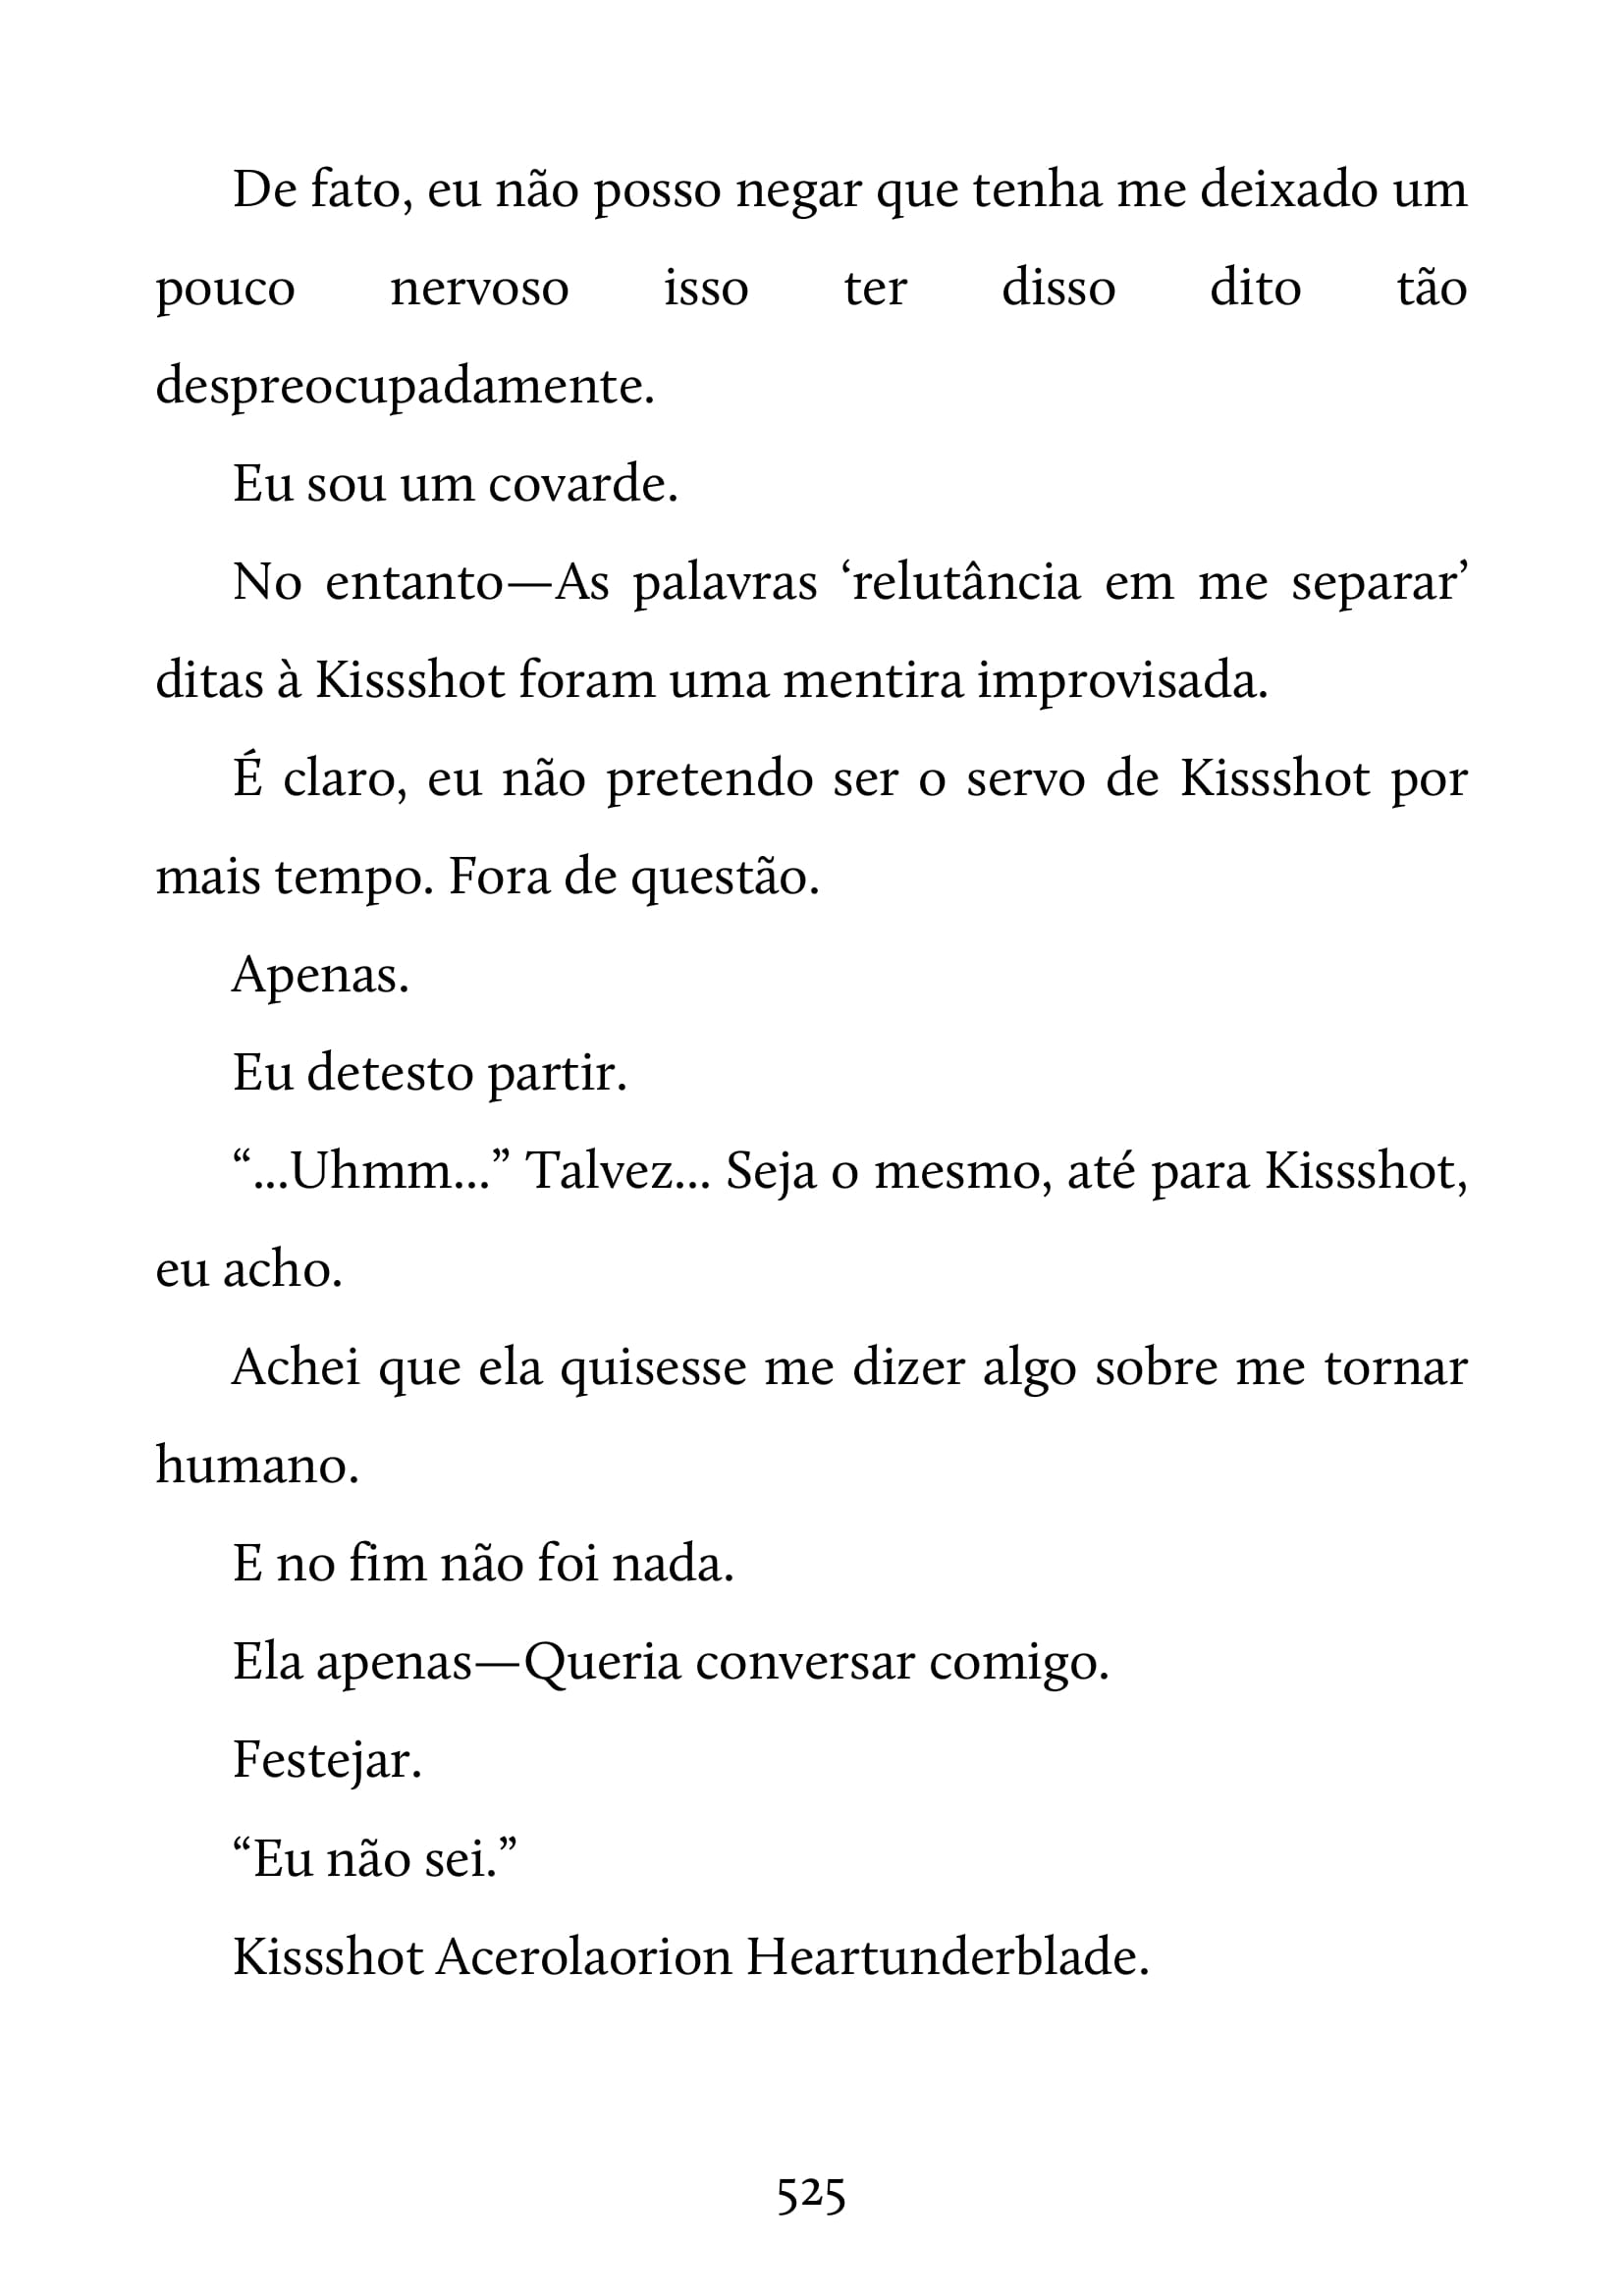 De fato, eu não posso negar que tenha me deixado um
pouco nervoso isso ter disso dito tão
despreocupadamente.
Eu sou um covarde.
No entanto—As palavras ‘relutância em me separar’
ditas à Kissshot foram uma mentira improvisada.
É claro, eu não pretendo ser o servo de Kissshot por
mais tempo. Fora de questão.
Apenas.
Eu detesto partir.
“...Uhmm...” Talvez... Seja o mesmo, até para Kissshot,
eu acho.
Achei que ela quisesse me dizer algo sobre me tornar
humano.
E no fim não foi nada.
Ela apenas—Queria conversar comigo.
Festejar.
“Eu não sei.”
Kissshot Acerolaorion Heartunderblade.
525